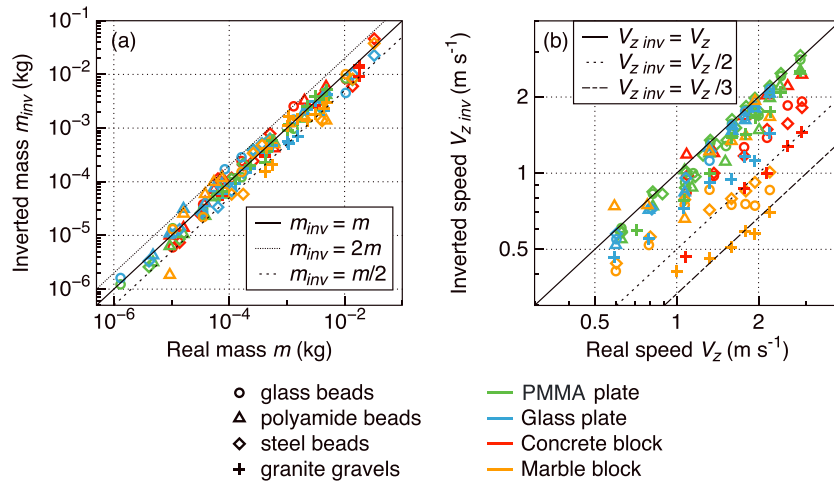 (a)
Inverted mass m_inv (kg)
10⁻¹
10⁻²
10⁻³
10⁻⁴
10⁻⁵
10⁻⁶
m_inv = m
m_inv = 2m
m_inv = m/2
10⁻⁶ 10⁻⁴ 10⁻²
Real mass m (kg)
(b)
Inverted speed V_z inv (m s⁻¹)
2
1
0.5
V_z inv = V_z
V_z inv = V_z /2
V_z inv = V_z /3
0.5 1 2
Real speed V_z (m s⁻¹)
glass beads
polyamide beads
steel beads
granite gravels
PMMA plate
Glass plate
Concrete block
Marble block